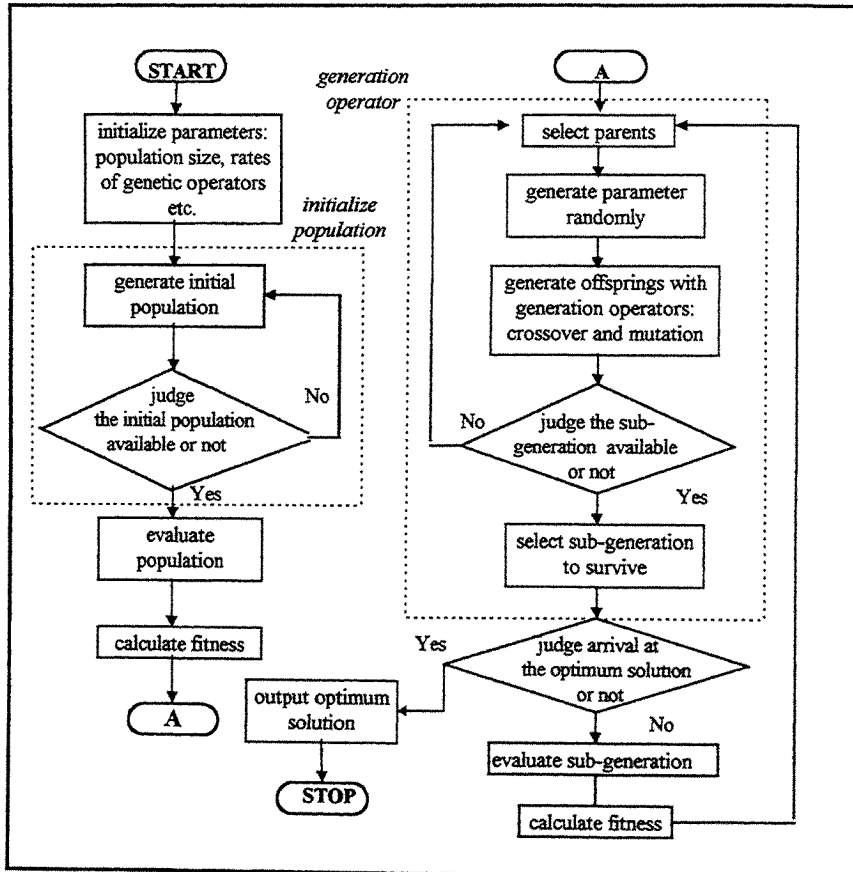 START
initialize parameters:
population size, rates
of genetic operators
etc.
initialize
population
generate initial
population
judge
the initial population
available or not
No
Yes
evaluate
population
calculate fitness
A
generation
operator
A
select parents
generate parameter
randomly
generate offsprings with
generation operators:
crossover and mutation
No
judge the sub-
generation available
or not
Yes
select sub-generation
to survive
Yes
judge arrival at
the optimum solution
or not
output optimum
solution
No
STOP
evaluate sub-generation
calculate fitness